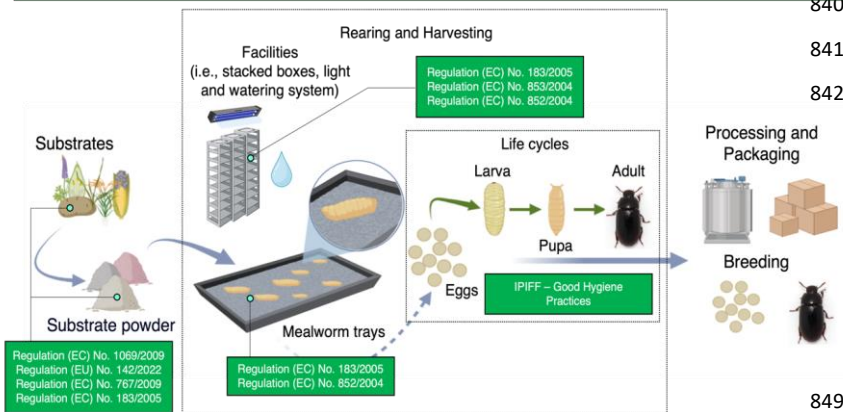 840
841
842
Rearing and Harvesting
Facilities
(i.e., stacked boxes, light
and watering system)
Regulation (EC) No. 183/2005
Regulation (EC) No. 853/2004
Regulation (EC) No. 852/2004
Substrates
Life cycles
Larva
Adult
Pupa
Eggs
IPIFF – Good Hygiene
Practices
Processing and
Packaging
Breeding
Substrate powder
Mealworm trays
Regulation (EC) No. 1069/2009
Regulation (EU) No. 142/2022
Regulation (EC) No. 767/2009
Regulation (EC) No. 183/2005
Regulation (EC) No. 183/2005
Regulation (EC) No. 852/2004
849